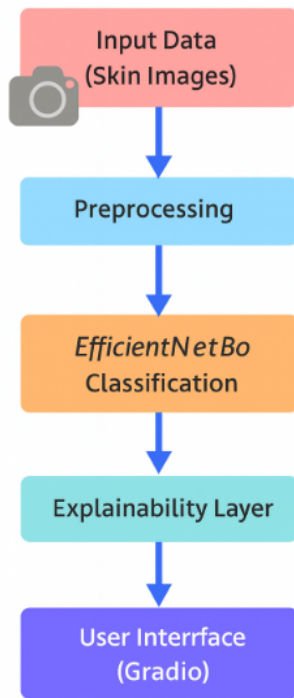 Input Data
(Skin Images)
Preprocessing
EfficientNetBo
Classification
Explainability Layer
User Interrface
(Gradio)